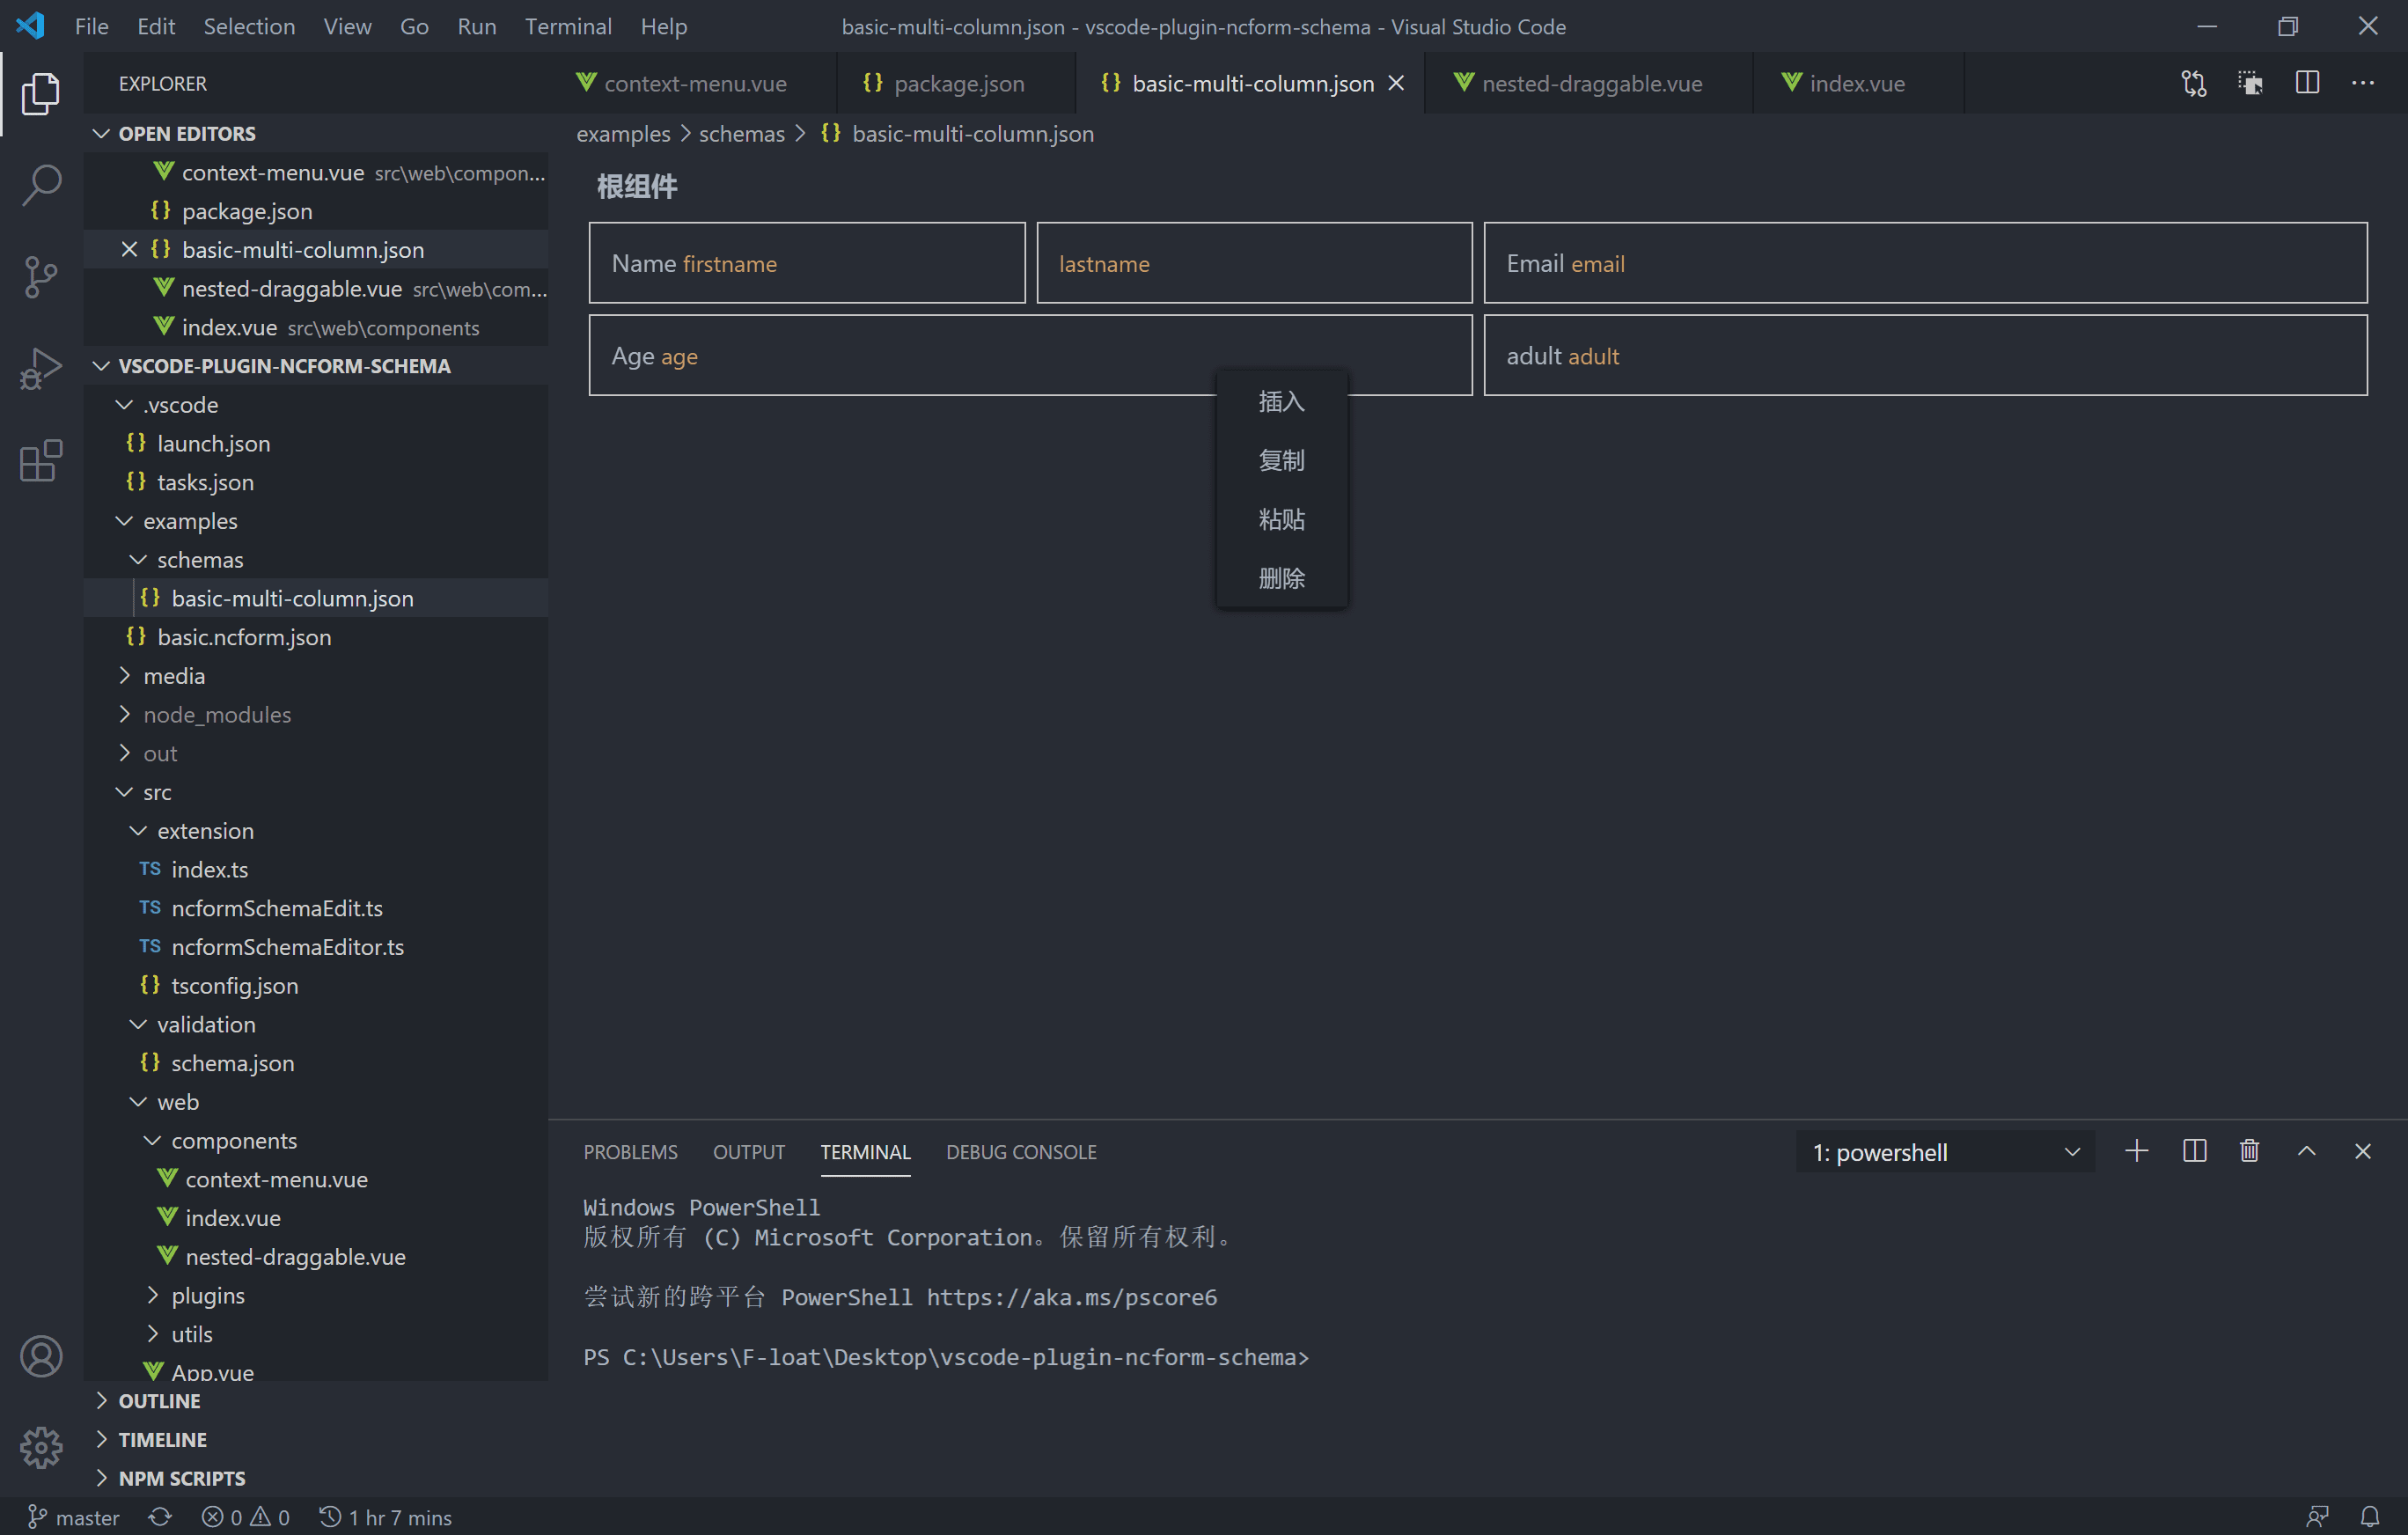 File Edit Selection View Go Run Terminal Help basic-multi-column.json - vscode-plugin-ncform-schema - Visual Studio Code
EXPLORER
context-menu.vue package.json basic-multi-column.json nested-draggable.vue index.vue
OPEN EDITORS
context-menu.vue src\web\compon...
package.json
basic-multi-column.json
nested-draggable.vue src\web\com...
index.vue src\web\components
VSCODE-PLUGIN-NCFORM-SCHEMA
.vscode
launch.json
tasks.json
examples
schemas
basic-multi-column.json
basic.ncform.json
media
node_modules
out
src
extension
TS index.ts
TS ncformSchemaEdit.ts
TS ncformSchemaEditor.ts
tsconfig.json
validation
schema.json
web
components
context-menu.vue
index.vue
nested-draggable.vue
plugins
utils
App.vue
OUTLINE
TIMELINE
NPM SCRIPTS
examples > schemas > {} basic-multi-column.json
根组件
Name firstname lastname Email email
Age age adult adult
插入
复制
粘贴
删除
PROBLEMS OUTPUT TERMINAL DEBUG CONSOLE 1: powershell
Windows PowerShell
版权所有 (C) Microsoft Corporation。保留所有权利。
尝试新的跨平台 PowerShell https://aka.ms/pscore6
PS C:\Users\F-loat\Desktop\vscode-plugin-ncform-schema>
master 0 0 1 hr 7 mins